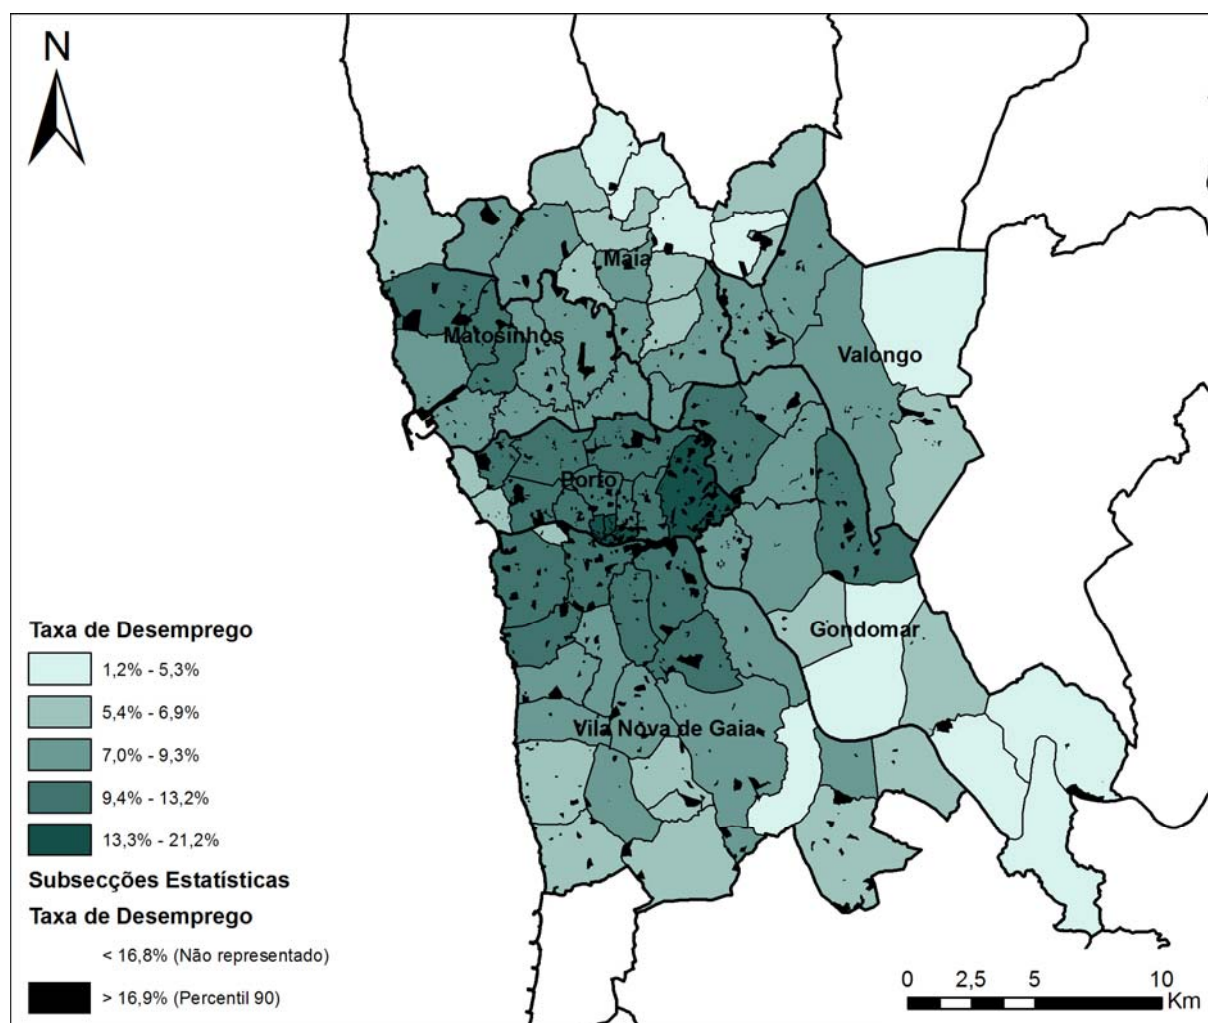 N
Maia
Matosinhos
Valongo
Porto
Gondomar
Vila Nova de Gaia
Taxa de Desemprego
1,2% - 5,3%
5,4% - 6,9%
7,0% - 9,3%
9,4% - 13,2%
13,3% - 21,2%
Subsecções Estatísticas
Taxa de Desemprego
< 16,8% (Não representado)
> 16,9% (Percentil 90)
0 2,5 5 10
Km